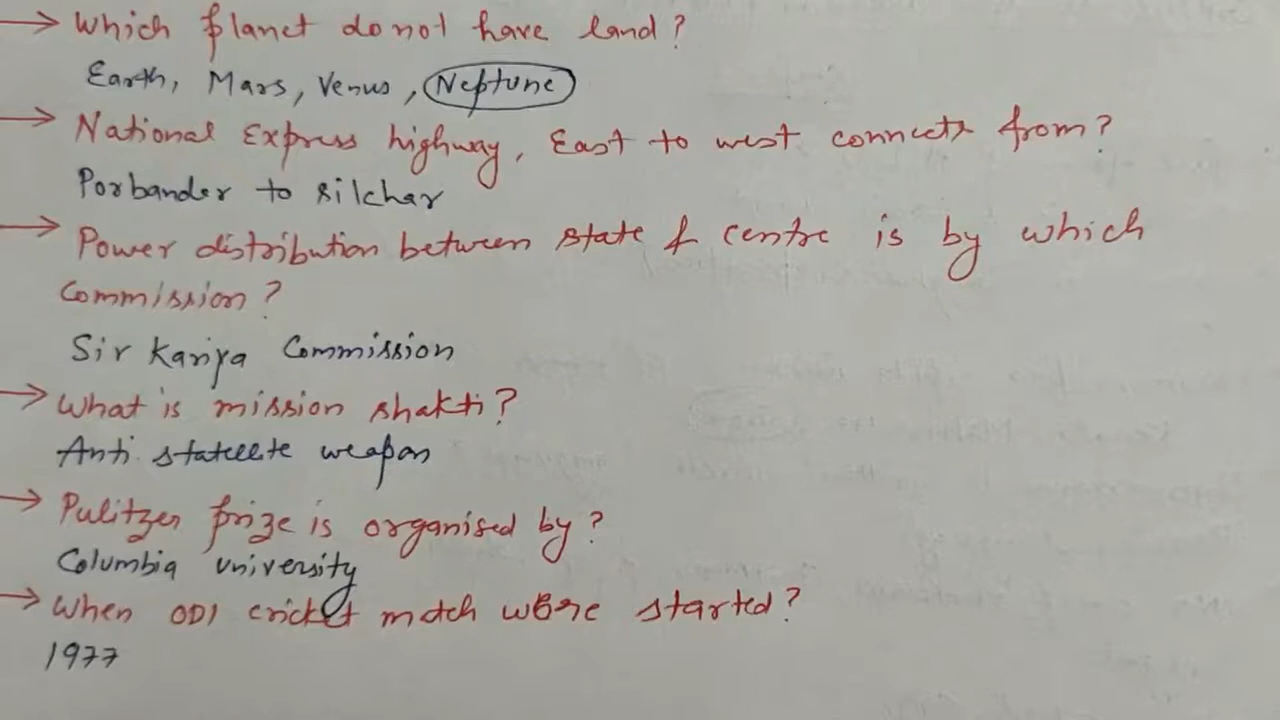 → Which planet do not have land?
Earth, Mars, Venus, Neptune
→ National Express highway, East to west connects from?
Porbander to silchar
→ Power distribution between state & centre is by which
Commission?
Sir Kariya Commission
→ What is mission shakti?
Anti statellite weapon
→ Pulitzer prize is organised by?
Columbia university
→ When ODI cricket match were started?
1977